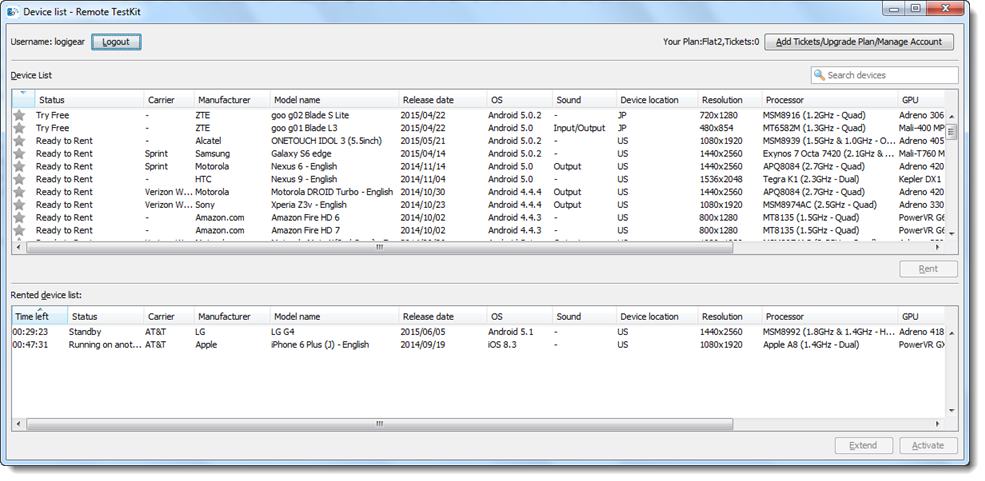 Device list - Remote TestKit
Username: logigear Logout Your Plan:Flat2,Tickets:0 Add Tickets/Upgrade Plan/Manage Account
Device List Search devices
Status Carrier Manufacturer Model name Release date OS Sound Device location Resolution Processor GPU
Try Free - ZTE goo g02 Blade S Lite 2015/04/22 Android 5.0.2 - JP 720x1280 MSM8916 (1.2GHz - Quad) Adreno 306
Try Free - ZTE goo g01 Blade L3 2015/04/22 Android 5.0 Input/Output JP 480x854 MT6582M (1.3GHz - Quad) Mali-400 MP
Ready to Rent - Alcatel ONETOUCH IDOL 3 (5.5inch) 2015/05/21 Android 5.0.2 - US 1080x1920 MSM8939 (1.5GHz & 1.0GHz - O Adreno 405
Ready to Rent Sprint Samsung Galaxy S6 edge 2015/04/14 Android 5.0.2 - US 1440x2560 Exynos 7 Octa 7420 (2.1GHz & ... Mali-T760 M
Ready to Rent Sprint Motorola Nexus 6 - English 2014/11/14 Android 5.0 Output US 1440x2560 APQ8084 (2.7GHz - Quad) Adreno 420
Ready to Rent - HTC Nexus 9 - English 2014/11/04 Android 5.0 - US 1536x2048 Tegra K1 (2.3GHz - Dual) Kepler DX1
Ready to Rent Verizon W... Motorola Motorola DROID Turbo - English 2014/10/30 Android 4.4.4 Output US 1440x2560 APQ8084 (2.7GHz - Quad) Adreno 420
Ready to Rent Verizon W... Sony Xperia Z3v - English 2014/10/23 Android 4.4.4 Output US 1080x1920 MSM8974AC (2.5GHz - Quad) Adreno 330
Ready to Rent - Amazon.com Amazon Fire HD 6 2014/10/02 Android 4.4.3 - US 800x1280 MT8135 (1.5GHz - Quad) PowerVR G6
Ready to Rent - Amazon.com Amazon Fire HD 7 2014/10/02 Android 4.4.3 - US 800x1280 MT8135 (1.5GHz - Quad) PowerVR G6
Rent
Rented device list:
Time left Status Carrier Manufacturer Model name Release date OS Sound Device location Resolution Processor GPU
00:29:23 Standby AT&T LG LG G4 2015/06/05 Android 5.1 - US 1440x2560 MSM8992 (1.8GHz & 1.4GHz - H... Adreno 418
00:47:31 Running on anot... AT&T Apple iPhone 6 Plus (J) - English 2014/09/19 iOS 8.3 - US 1080x1920 Apple A8 (1.4GHz - Dual) PowerVR GX
Extend Activate